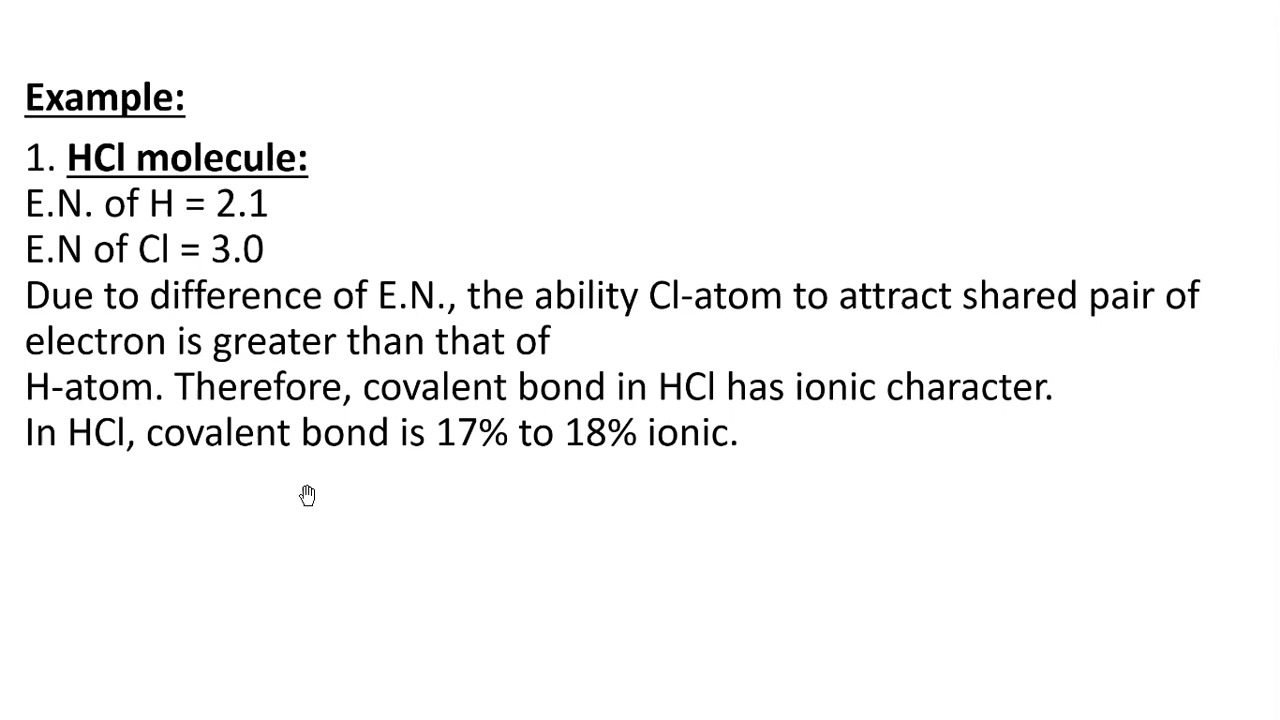 Example:
1. HCl molecule:
E.N. of H = 2.1
E.N of Cl = 3.0
Due to difference of E.N., the ability Cl-atom to attract shared pair of
electron is greater than that of
H-atom. Therefore, covalent bond in HCl has ionic character.
In HCl, covalent bond is 17% to 18% ionic.